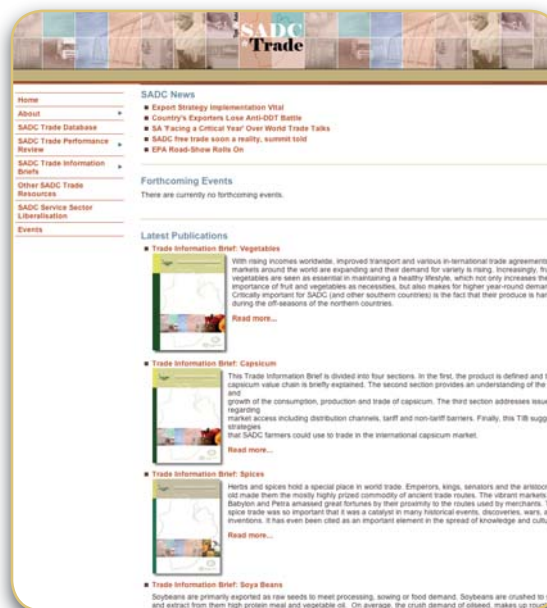 SADC
Trade
Home
About
SADC Trade Database
SADC Trade Performance
Review
SADC Trade Information
Briefs
Other SADC Trade
Resources
SADC Service Sector
Liberalisation
Events
SADC News
Export Strategy Implementation Vital
Country's Exporters Lose Anti-DDT Battle
SA 'Facing a Critical Year' Over World Trade Talks
SADC free trade soon a reality, summit told
EPA Road-Show Rolls On
Forthcoming Events
There are currently no forthcoming events.
Latest Publications
Trade Information Brief: Vegetables
With rising incomes worldwide, improved transport and various in-ternational trade agreements
markets around the world are expanding and their demand for variety is rising. Increasingly,
vegetables are seen as essential in maintaining a healthy lifestyle, which not only increases the
importance of fruit and vegetables as necessities, but also makes for higher year-round
Critically important for SADC (and other southern countries) is the fact that their produce is
during the off-seasons of the northern countries.
Read more...
Trade Information Brief: Capsicum
This Trade Information Brief is divided into four sections. In the first, the product is defined and
capsicum value chain is briefly explained. The second section provides an understanding of the
and
growth of the consumption, production and trade of capsicum. The third section addresses
regarding
market access including distribution channels, tariff and non-tariff barriers. Finally, this TIB
strategies
that SADC farmers could use to trade in the international capsicum market.
Read more...
Trade Information Brief: Spices
Herbs and spices hold a special place in world trade. Emperors, kings, senators and the
old made them the mostly highly prized commodity of ancient trade routes. The vibrant markets
Babylon and Petra amassed great fortunes by their proximity to the routes used by merchants.
spice trade was so important that it was a catalyst in many historical events, discoveries, wars,
inventions. It has even been cited as an important element in the spread of knowledge and
Read more...
Trade Information Brief: Soya Beans
Soybeans are primarily exported as raw seeds to meet processing, sowing or food demand. Soybeans are crushed to
and extract from them high protein meal and vegetable oil. On average, the crush demand of oilseed, makes up